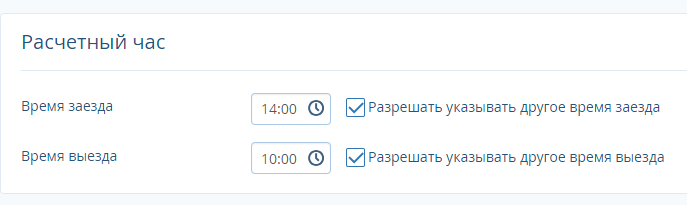 Расчетный час
Время заезда 14:00 Разрешать указывать другое время заезда
Время выезда 10:00 Разрешать указывать другое время выезда